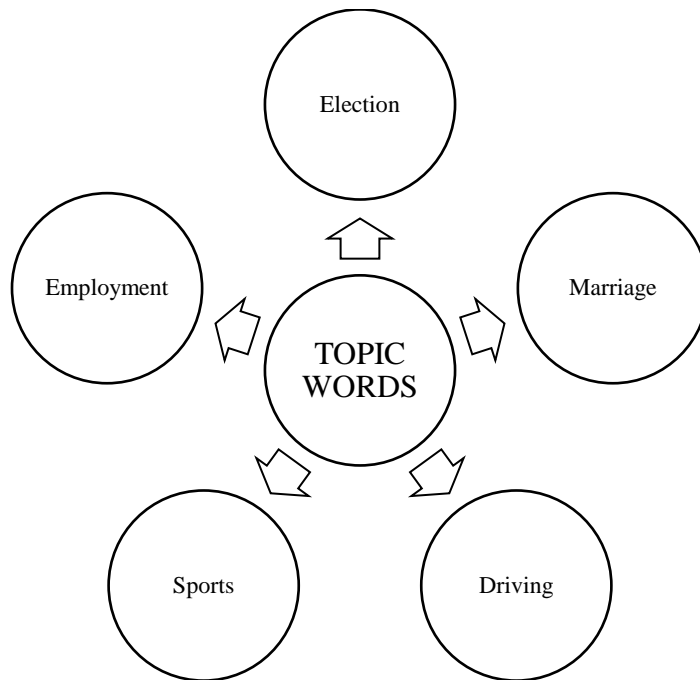 Election
Employment
Marriage
TOPIC
WORDS
Sports
Driving